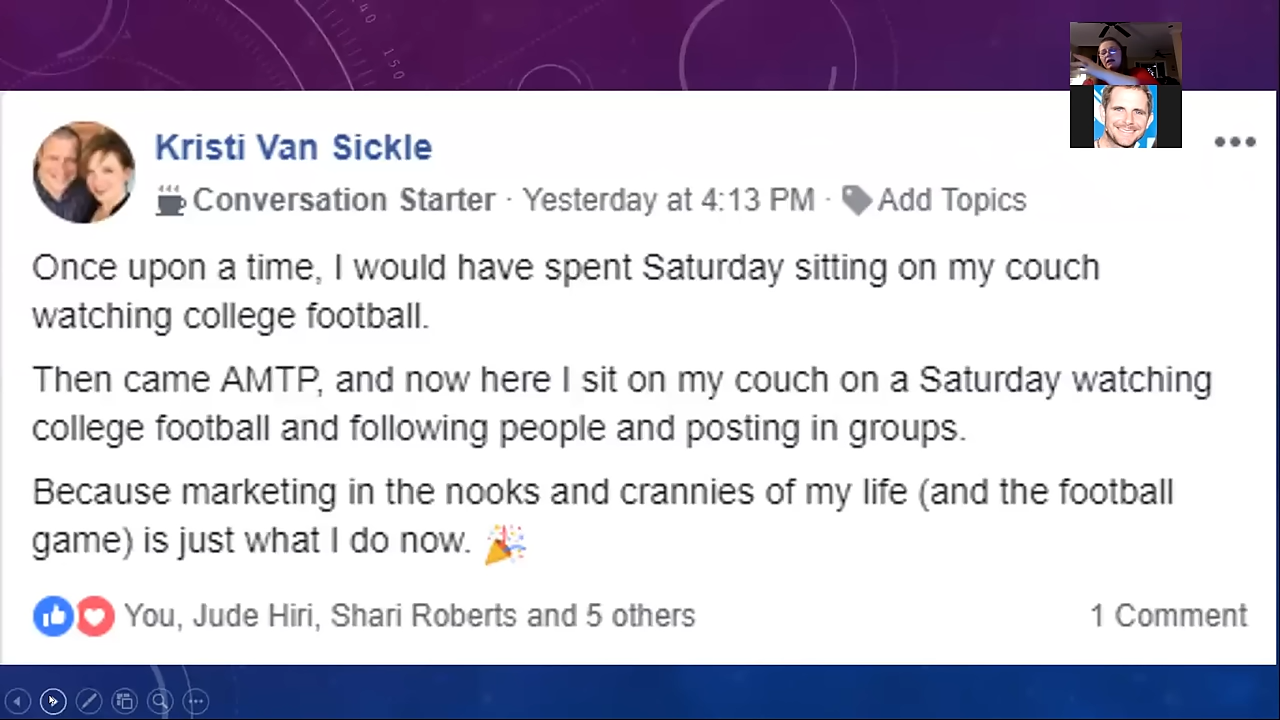 Kristi Van Sickle
Conversation Starter · Yesterday at 4:13 PM · Add Topics
Once upon a time, I would have spent Saturday sitting on my couch
watching college football.
Then came AMTP, and now here I sit on my couch on a Saturday watching
college football and following people and posting in groups.
Because marketing in the nooks and crannies of my life (and the football
game) is just what I do now. 🎉
You, Jude Hiri, Shari Roberts and 5 others
1 Comment
40
150